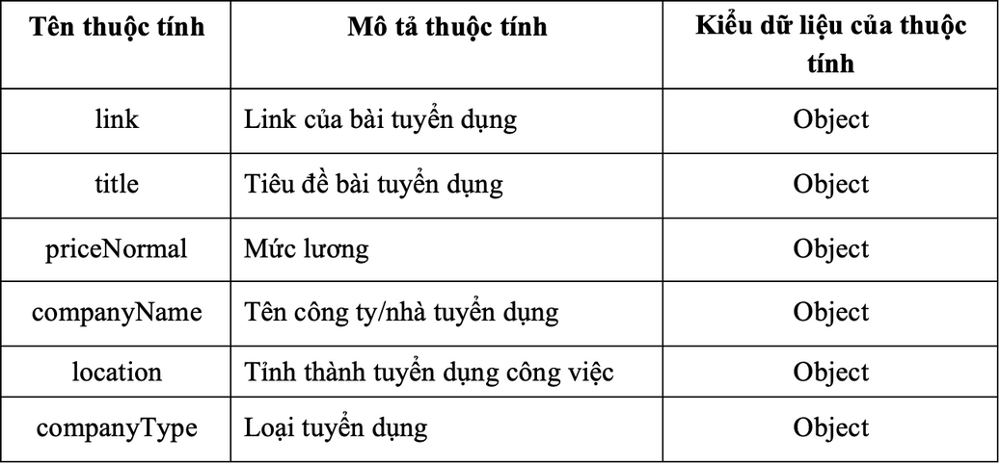 Tên thuộc tính Mô tả thuộc tính Kiểu dữ liệu của thuộc
tính
link Link của bài tuyển dụng Object
title Tiêu đề bài tuyển dụng Object
priceNormal Mức lương Object
companyName Tên công ty/nhà tuyển dụng Object
location Tỉnh thành tuyển dụng công việc Object
companyType Loại tuyển dụng Object